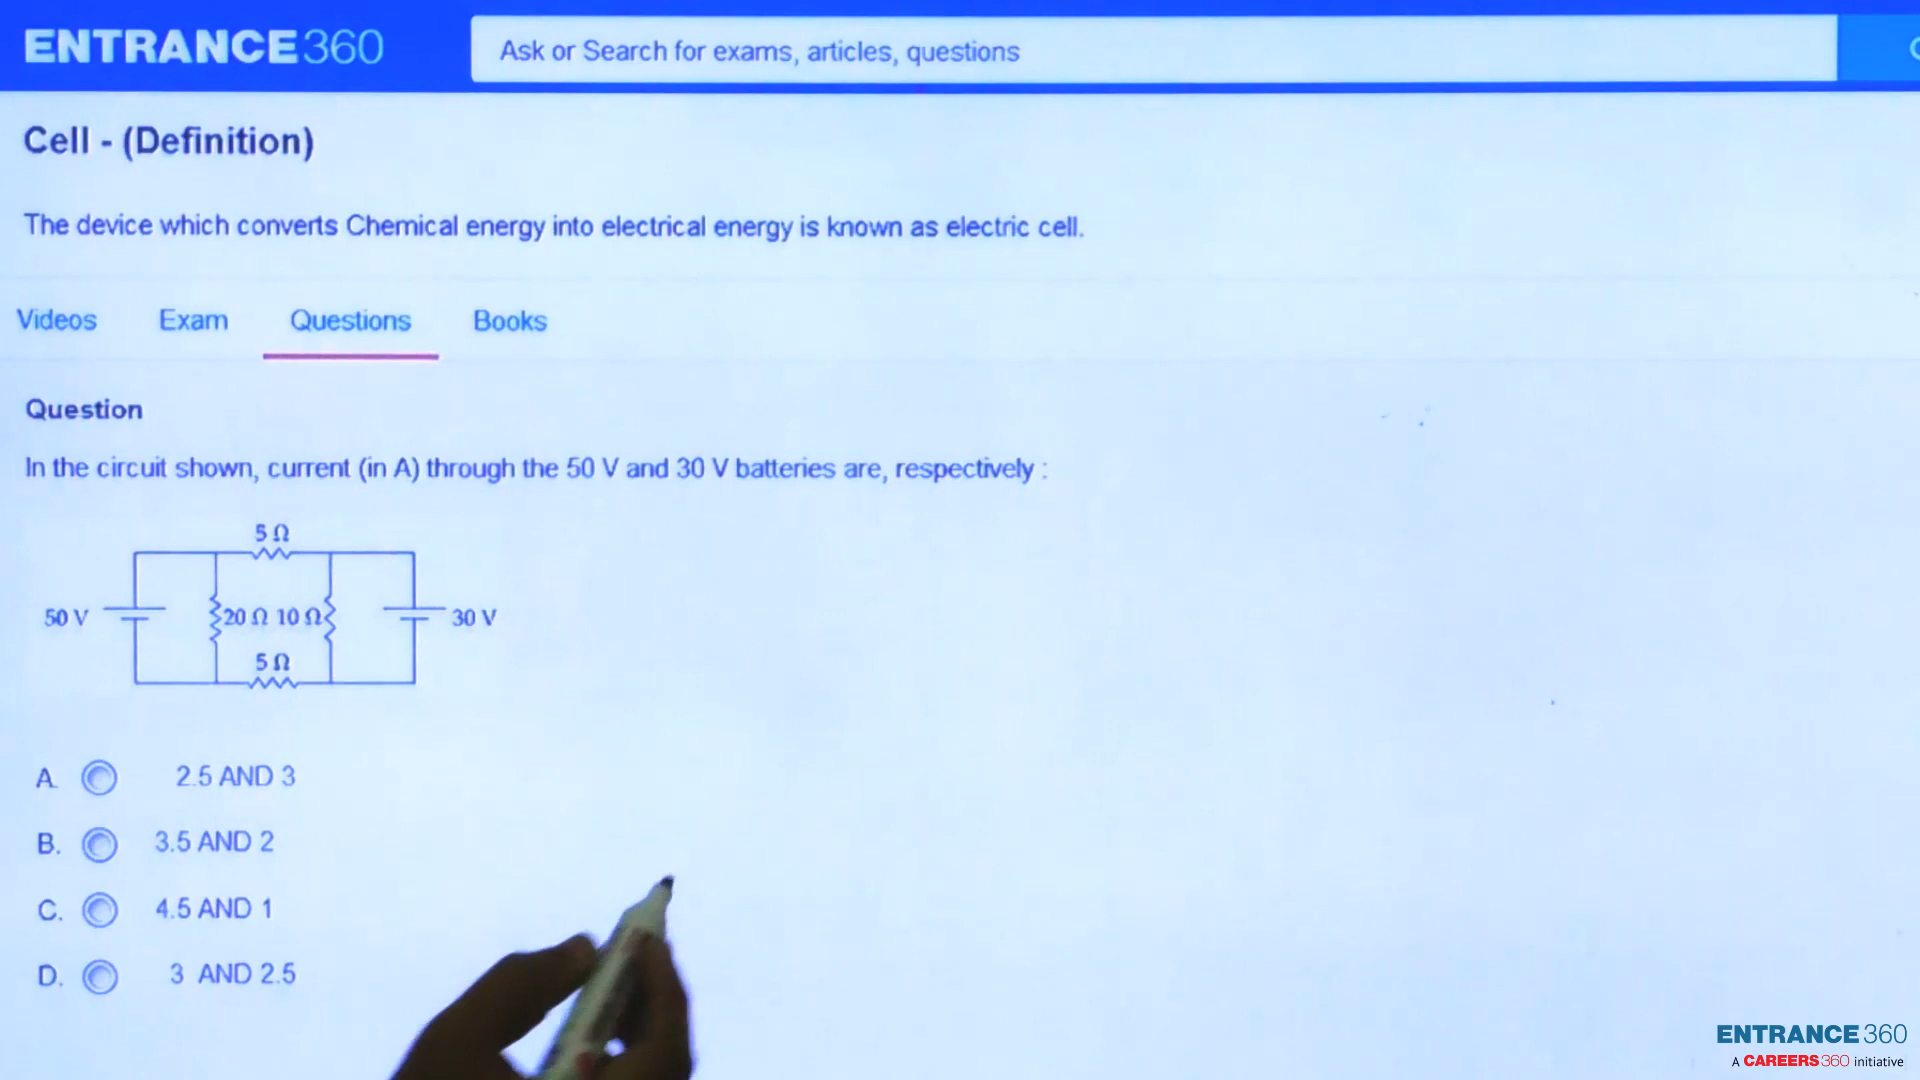 ENTRANCE360
Ask or Search for exams, articles, questions
Cell - (Definition)
The device which converts Chemical energy into electrical energy is known as electric cell.
Videos Exam Questions Books
Question
In the circuit shown, current (in A) through the 50 V and 30 V batteries are, respectively :
5 Ω
50 V 20 Ω 10 Ω 30 V
5 Ω
A. 2.5 AND 3
B. 3.5 AND 2
C. 4.5 AND 1
D. 3 AND 2.5
ENTRANCE360
A CAREERS360 initiative